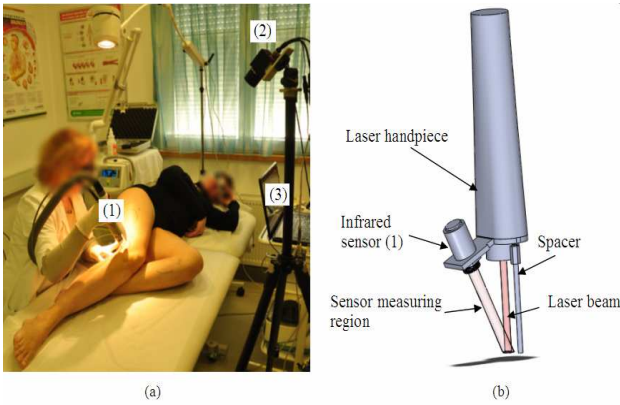 (2)
(3)
(1)
(a)
Laser handpiece
Infrared
sensor (1)
Spacer
Sensor measuring
region
Laser beam
(b)